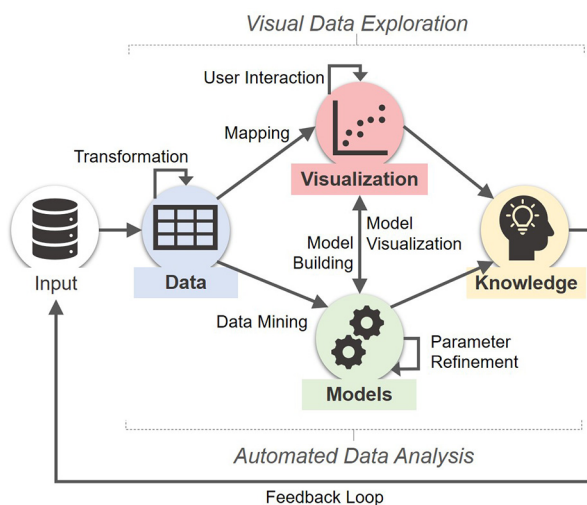 Visual Data Exploration
User Interaction
Mapping
Transformation
Visualization
Model
Visualization
Model
Building
Input
Data
Knowledge
Data Mining
Parameter
Refinement
Models
Automated Data Analysis
Feedback Loop